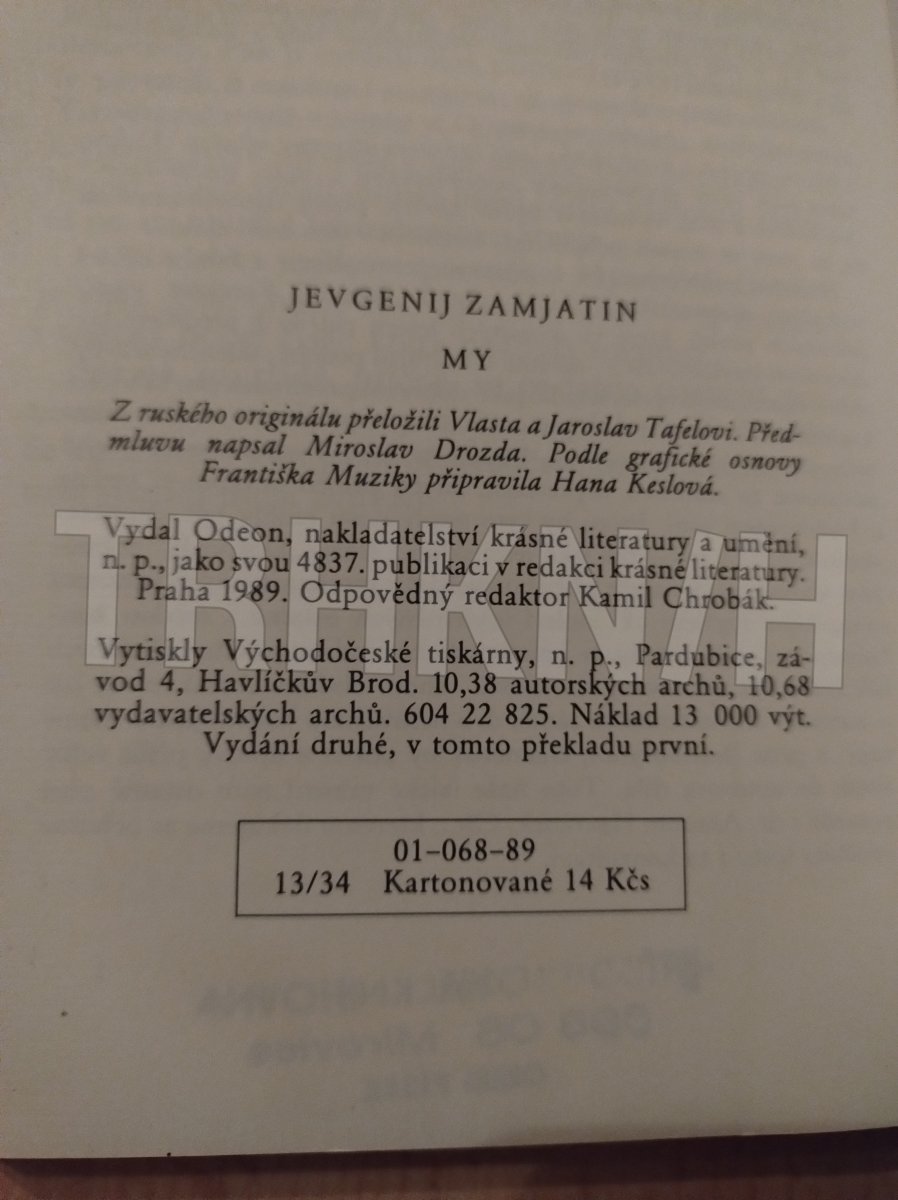 JEVGENIJ ZAMJATIN
MY
Z ruského originálu přeložili Vlasta a Jaroslav Tafelovi. Před-
mluvu napsal Miroslav Drozda. Podle grafické osnovy
Františka Muziky připravila Hana Keslová.
Vydal Odeon, nakladatelství krásné literatury a umění,
n. p., jako svou 4837. publikaci v redakci krásné literatury.
Praha 1989. Odpovědný redaktor Kamil Chrobák.
Vytiskly Východočeské tiskárny, n. p., Pardubice, zá-
vod 4, Havlíčkův Brod. 10,38 autorských archů, 10,68
vydavatelských archů. 604 22 825. Náklad 13 000 výt.
Vydání druhé, v tomto překladu první.
01–068–89
13/34 Kartonované 14 Kčs